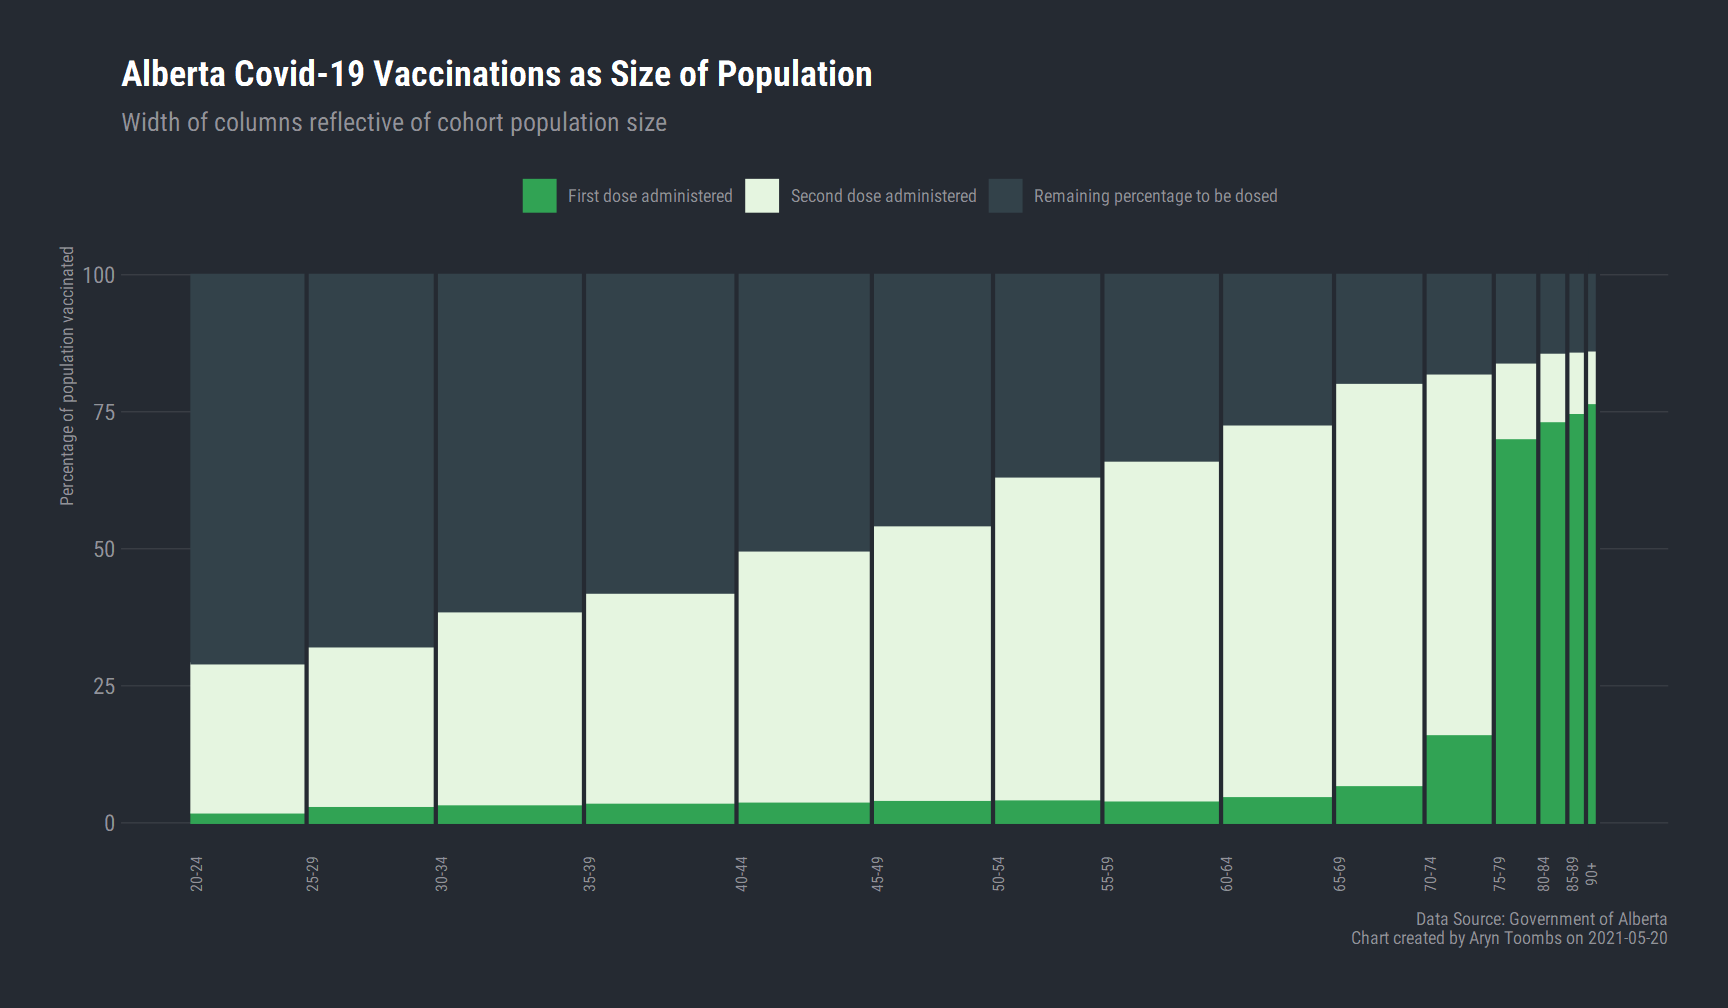 Alberta Covid-19 Vaccinations as Size of Population
Width of columns reflective of cohort population size
First dose administered
Second dose administered
Remaining percentage to be dosed
Percentage of population vaccinated
100
75
50
25
0
20-24
25-29
30-34
35-39
40-44
45-49
50-54
55-59
60-64
65-69
70-74
75-79
80-84
85-89
90+
Data Source: Government of Alberta
Chart created by Aryn Toombs on 2021-05-20